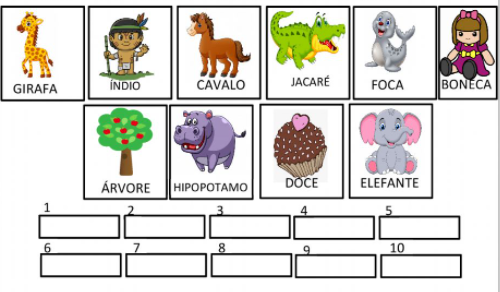 GIRAFA ÍNDIO CAVALO JACARÉ FOCA BONECA
ÁRVORE HIPOPOTAMO DOCE ELEFANTE
1 2 3 4 5
6 7 8 9 10